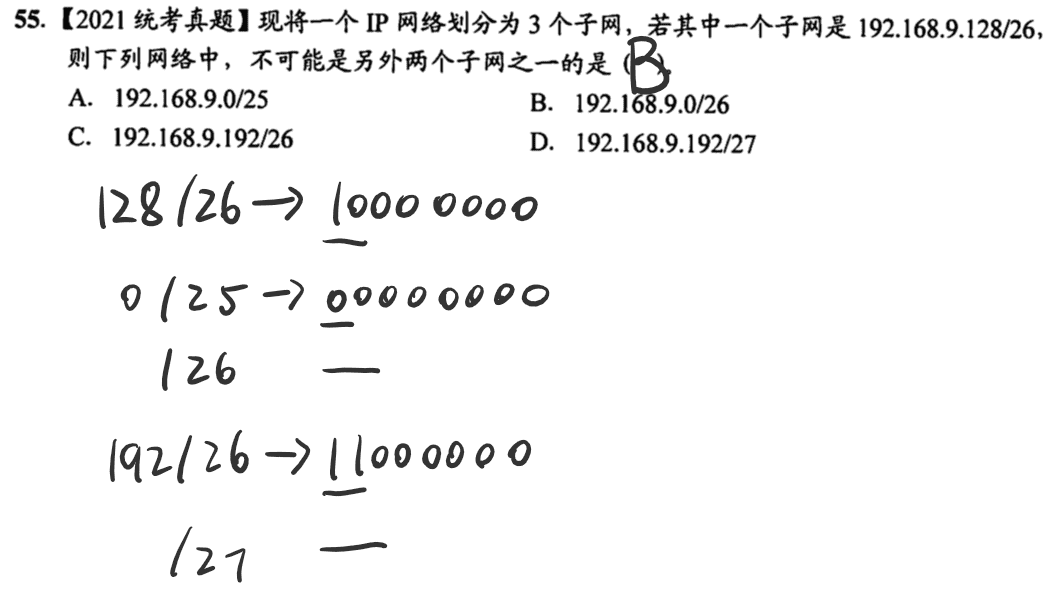 55.【2021 统考真题】现将一个 IP 网络划分为 3 个子网，若其中一个子网是 192.168.9.128/26，
则下列网络中，不可能是另外两个子网之一的是（B）。
A. 192.168.9.0/25 B. 192.168.9.0/26
C. 192.168.9.192/26 D. 192.168.9.192/27
128/26→10000000
0/25→00000000
/26
192/26→11000000
/27